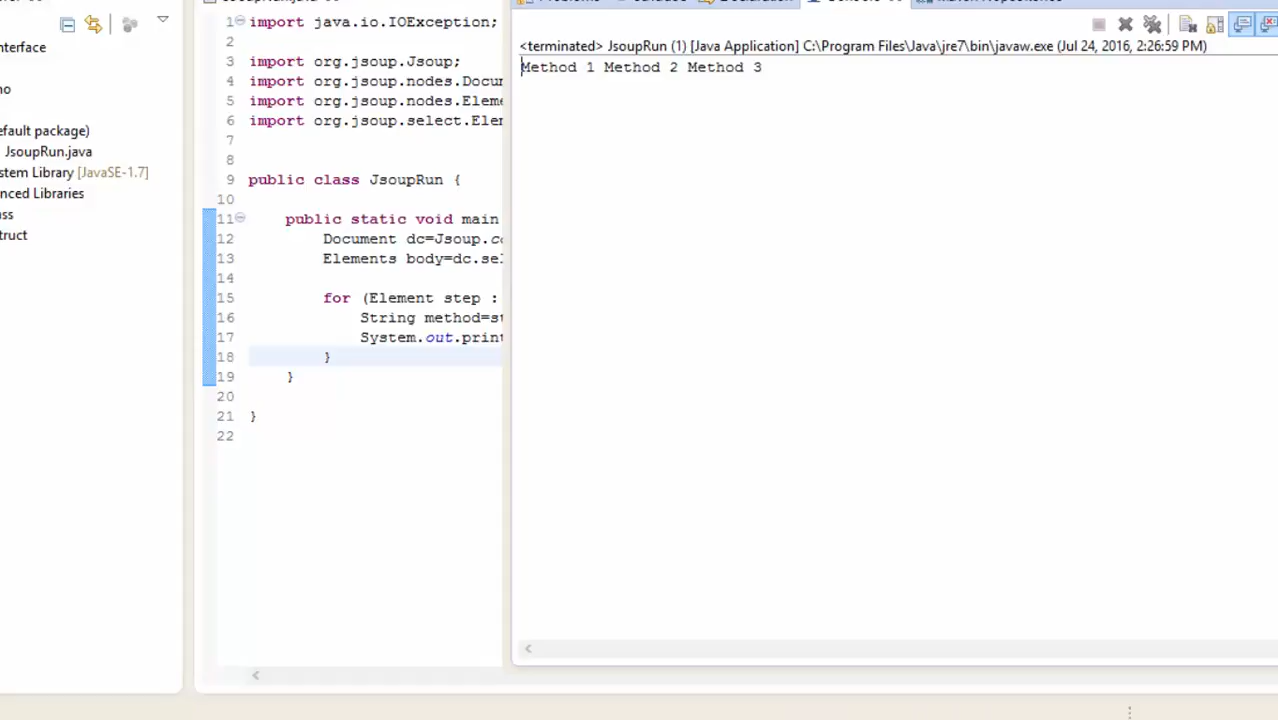 nterface
no
efault package)
JsoupRun.java
stem Library [JavaSE-1.7]
nced Libraries
ss
truct
1 import java.io.IOException;
2
3 import org.jsoup.Jsoup;
4 import org.jsoup.nodes.Docum
5 import org.jsoup.nodes.Eleme
6 import org.jsoup.select.Elem
7
8
9 public class JsoupRun {
10
11 public static void main
12 Document dc=Jsoup.co
13 Elements body=dc.sel
14
15 for (Element step :
16 String method=st
17 System.out.print
18 }
19 }
20
21 }
22
<terminated> JsoupRun (1) [Java Application] C:\Program Files\Java\jre7\bin\javaw.exe (Jul 24, 2016, 2:26:59 PM)
Method 1 Method 2 Method 3